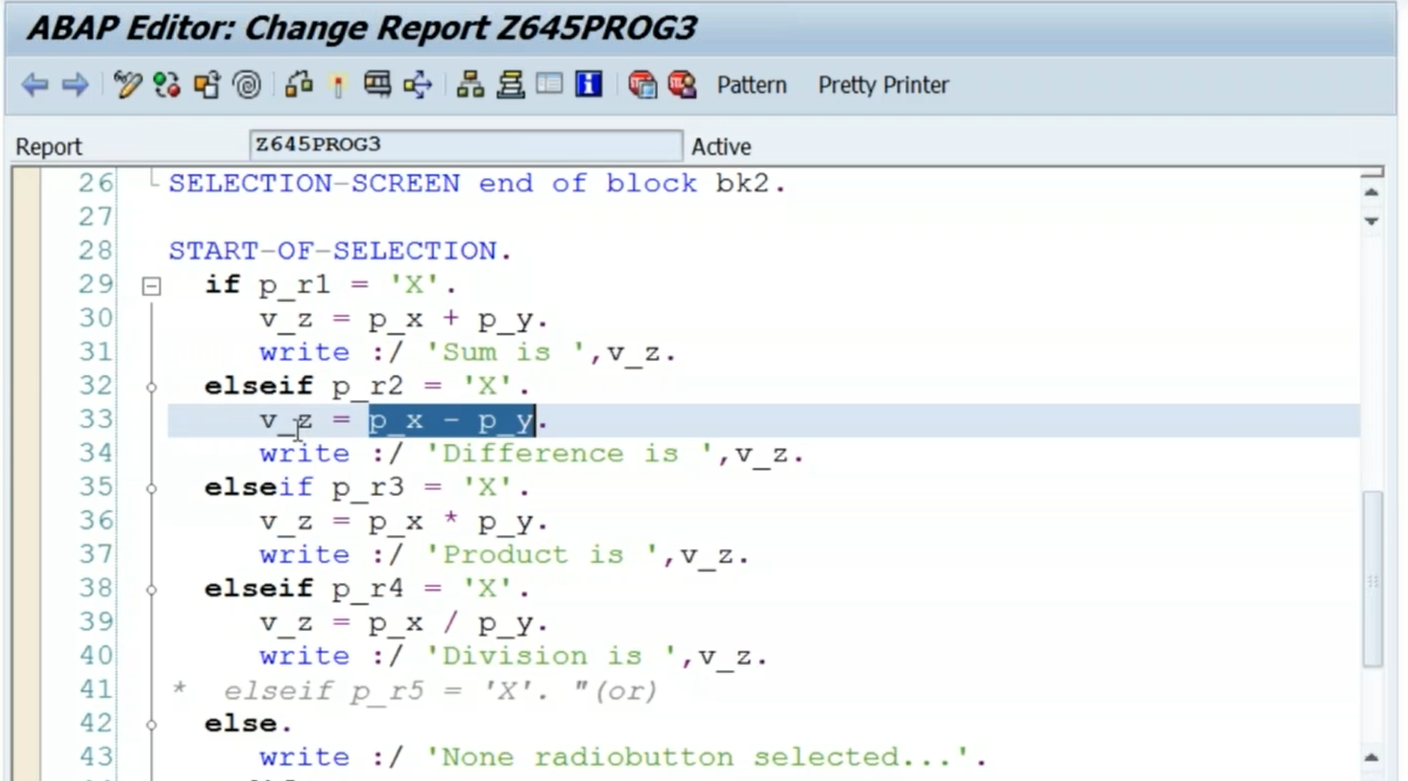 ABAP Editor: Change Report Z645PROG3
Pattern Pretty Printer
Report Z645PROG3 Active
26 SELECTION-SCREEN end of block bk2.
27
28 START-OF-SELECTION.
29 if p_r1 = 'X'.
30 v_z = p_x + p_y.
31 write :/ 'Sum is ',v_z.
32 elseif p_r2 = 'X'.
33 v_z = p_x - p_y.
34 write :/ 'Difference is ',v_z.
35 elseif p_r3 = 'X'.
36 v_z = p_x * p_y.
37 write :/ 'Product is ',v_z.
38 elseif p_r4 = 'X'.
39 v_z = p_x / p_y.
40 write :/ 'Division is ',v_z.
41 * elseif p_r5 = 'X'. "(or)
42 else.
43 write :/ 'None radiobutton selected...'.